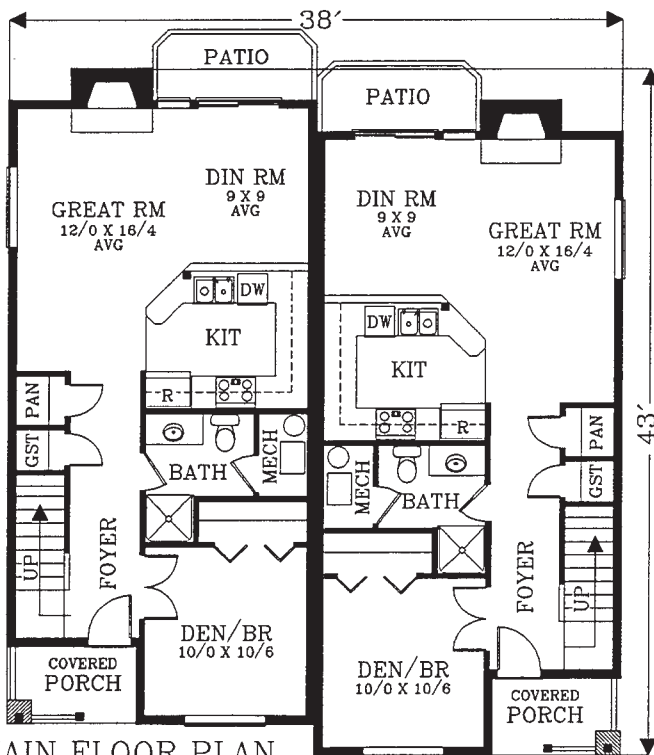 38′
PATIO
PATIO
DIN RM
9 X 9
AVG
GREAT RM
12/0 X 16/4
AVG
DIN RM
9 X 9
AVG
GREAT RM
12/0 X 16/4
AVG
DW
KIT
R
DW
KIT
R
PAN
GST
BATH
MECH
UP
FOYER
43′
PAN
GST
MECH
BATH
FOYER
UP
DEN/BR
10/0 X 10/6
DEN/BR
10/0 X 10/6
COVERED
PORCH
COVERED
PORCH
AIN FLOOR PLAN